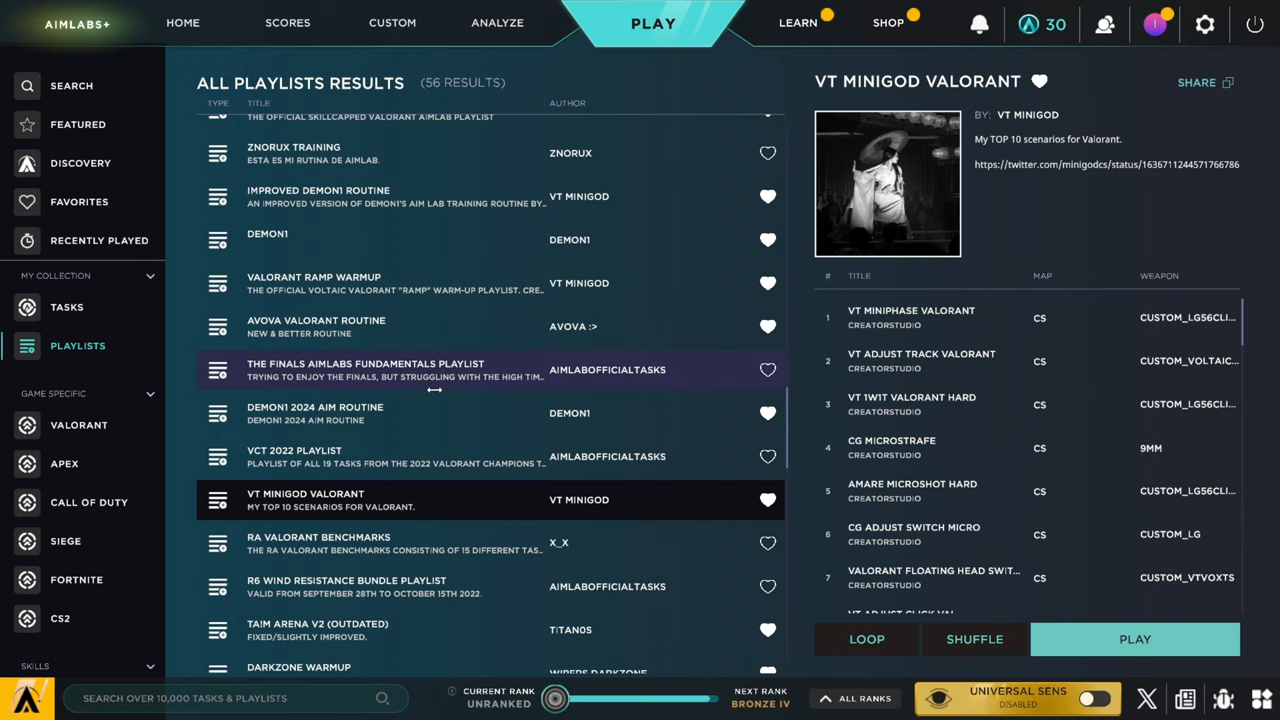 AIMLABS+
HOME
SCORES
CUSTOM
ANALYZE
PLAY
LEARN
SHOP
30
SEARCH
FEATURED
DISCOVERY
FAVORITES
RECENTLY PLAYED
MY COLLECTION
TASKS
PLAYLISTS
GAME SPECIFIC
VALORANT
APEX
CALL OF DUTY
SIEGE
FORTNITE
CS2
SKILLS
ALL PLAYLISTS RESULTS (56 RESULTS)
TYPE TITLE AUTHOR
THE OFFICIAL SKILLCAPPED VALORANT AIMLAB PLAYLIST
ZNORUX TRAINING
ESTA ES MI RUTINA DE AIMLAB.
ZNORUX
IMPROVED DEMON1 ROUTINE
AN IMPROVED VERSION OF DEMON1'S AIM LAB TRAINING ROUTINE BY...
VT MINIGOD
DEMON1
DEMON1
VALORANT RAMP WARMUP
THE OFFICIAL VOLTAIC VALORANT "RAMP" WARM-UP PLAYLIST. CRE...
VT MINIGOD
AVOVA VALORANT ROUTINE
NEW & BETTER ROUTINE
AVOVA :>
THE FINALS AIMLABS FUNDAMENTALS PLAYLIST
TRYING TO ENJOY THE FINALS, BUT STRUGGLING WITH THE HIGH TIM...
AIMLABOFFICIALTASKS
DEMON1 2024 AIM ROUTINE
DEMON1 2024 AIM ROUTINE
DEMON1
VCT 2022 PLAYLIST
PLAYLIST OF ALL 19 TASKS FROM THE 2022 VALORANT CHAMPIONS T...
AIMLABOFFICIALTASKS
VT MINIGOD VALORANT
MY TOP 10 SCENARIOS FOR VALORANT.
VT MINIGOD
RA VALORANT BENCHMARKS
THE RA VALORANT BENCHMARKS CONSISTING OF 15 DIFFERENT TAS...
X_X
R6 WIND RESISTANCE BUNDLE PLAYLIST
VALID FROM SEPTEMBER 28TH TO OCTOBER 15TH 2022.
AIMLABOFFICIALTASKS
TA!M ARENA V2 (OUTDATED)
FIXED/SLIGHTLY IMPROVED.
T!TAN0S
DARKZONE WARMUP
WIPERS DARKZONE
VT MINIGOD VALORANT
SHARE
BY: VT MINIGOD
My TOP 10 scenarios for Valorant.
https://twitter.com/minigodcs/status/1636711244571766786
# TITLE MAP WEAPON
1 VT MINIPHASE VALORANT CS CUSTOM_LG56CLI...
CREATORSTUDIO
2 VT ADJUST TRACK VALORANT CS CUSTOM_VOLTAIC...
CREATORSTUDIO
3 VT 1W1T VALORANT HARD CS CUSTOM_LG56CLI...
CREATORSTUDIO
4 CG MICROSTRAFE CS 9MM
CREATORSTUDIO
5 AMARE MICROSHOT HARD CS CUSTOM_LG56CLI...
CREATORSTUDIO
6 CG ADJUST SWITCH MICRO CS CUSTOM_LG
CREATORSTUDIO
7 VALORANT FLOATING HEAD SWIT... CS CUSTOM_VTVOXTS
CREATORSTUDIO
VT ADJUST CLICK VAL
LOOP
SHUFFLE
PLAY
SEARCH OVER 10,000 TASKS & PLAYLISTS
CURRENT RANK
UNRANKED
NEXT RANK
BRONZE IV
ALL RANKS
UNIVERSAL SENS
DISABLED